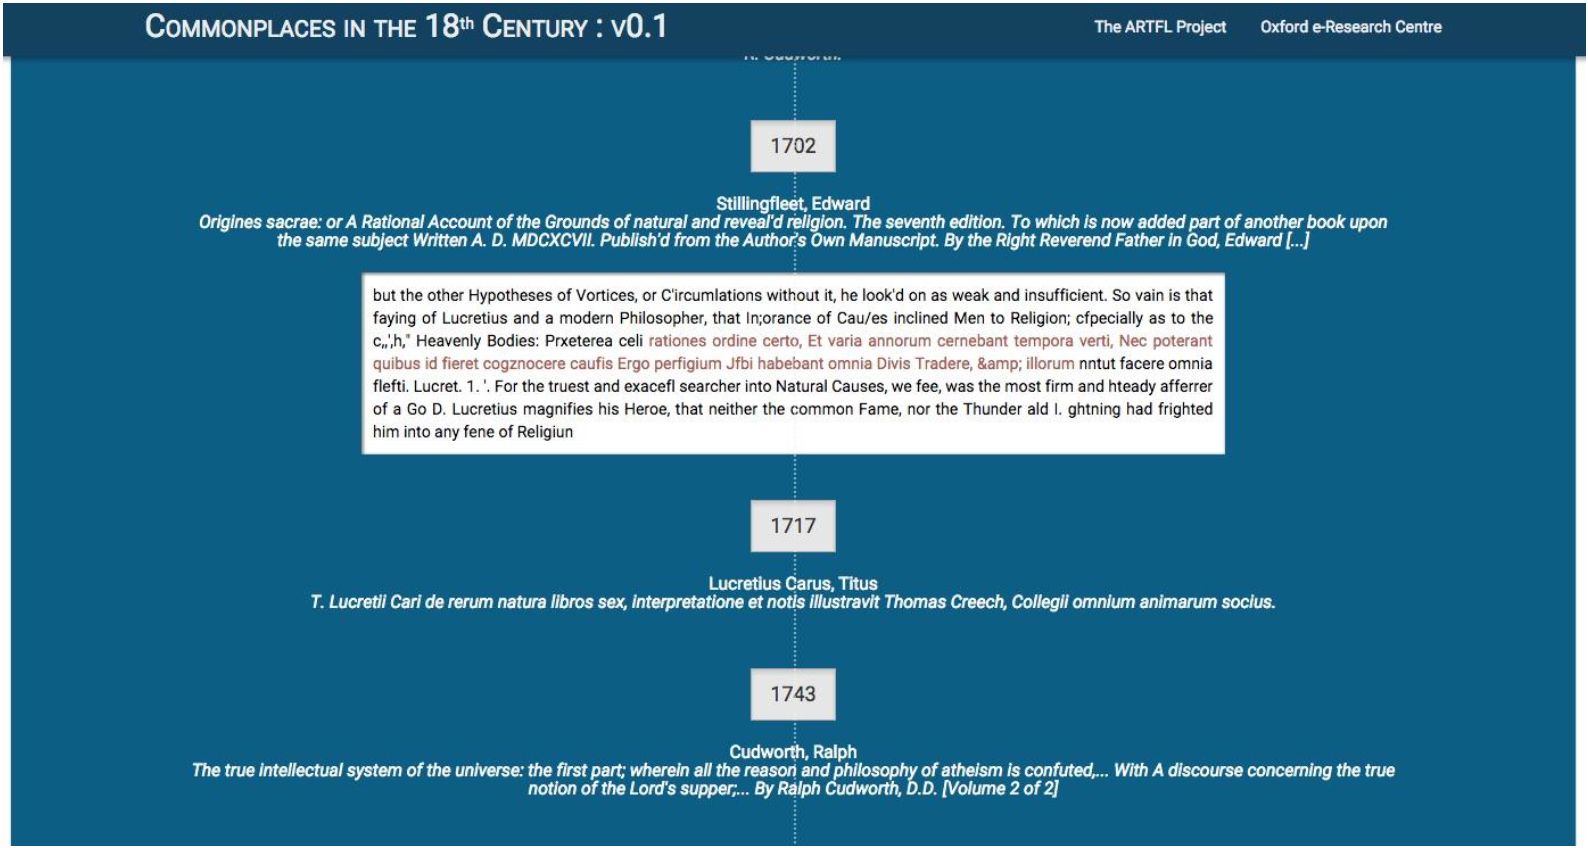 COMMONPLACES IN THE 18th CENTURY : V0.1
The ARTFL Project
Oxford e-Research Centre
1702
Stillingfleet, Edward
Origines sacrae: or A Rational Account of the Grounds of natural and reveal'd religion. The seventh edition. To which is now added part of another book upon
the same subject Written A. D. MDCXCVII. Publish'd from the Author's Own Manuscript. By the Right Reverend Father in God, Edward [...]
but the other Hypotheses of Vortices, or C'ircumlations without it, he look'd on as weak and insufficient. So vain is that
faying of Lucretius and a modern Philosopher, that In;orance of Cau/es inclined Men to Religion; cfpecially as to the
c,,',h," Heavenly Bodies: Prxeterea celi rationes ordine certo, Et varia annorum cernebant tempora verti, Nec poterant
quibus id fieret cogznocere caufis Ergo perfigium Jfbi habebant omnia Divis Tradere, &amp; illorum nntut facere omnia
flefti. Lucret. 1. '. For the truest and exacefl searcher into Natural Causes, we fee, was the most firm and hteady afferrer
of a Go D. Lucretius magnifies his Heroe, that neither the common Fame, nor the Thunder ald I. ghtning had frighted
him into any fene of Religiun
1717
Lucretius Carus, Titus
T. Lucretii Cari de rerum natura libros sex, interpretatione et notis illustravit Thomas Creech, Collegii omnium animarum socius.
1743
Cudworth, Ralph
The true intellectual system of the universe: the first part; wherein all the reason and philosophy of atheism is confuted,... With A discourse concerning the true
notion of the Lord's supper;... By Ralph Cudworth, D.D. [Volume 2 of 2]